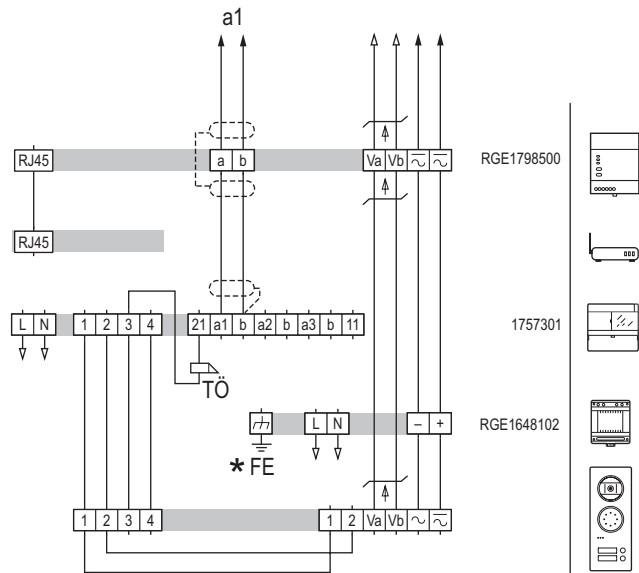 a1
RJ45 a b Va Vb RGE1798500
RJ45
L N 1 2 3 4 21 a1 b a2 b a3 b 11 1757301
TÖ
L N – + RGE1648102
* FE
1 2 3 4 1 2 Va Vb